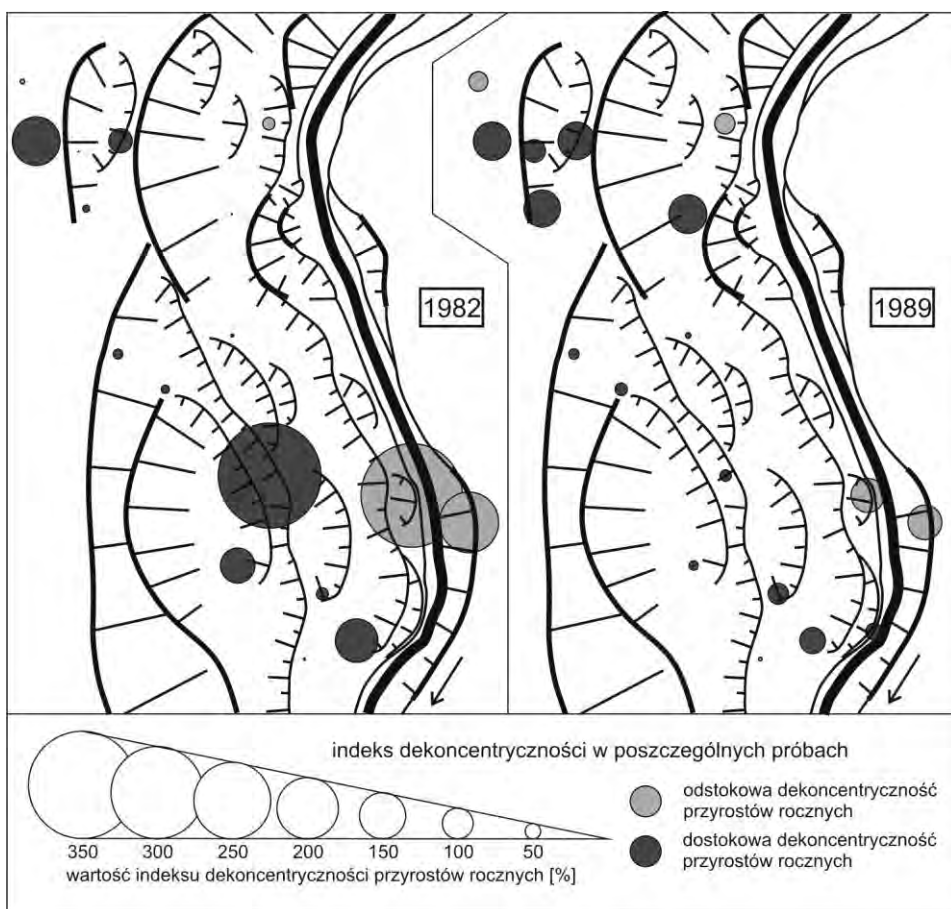 1982
1989
indeks dekoncentryczności w poszczególnych próbach
odstokowa dekoncentryczność
przyrostów rocznych
dostokowa dekoncentryczność
przyrostów rocznych
350 300 250 200 150 100 50
wartość indeksu dekoncentryczności przyrostów rocznych [%]